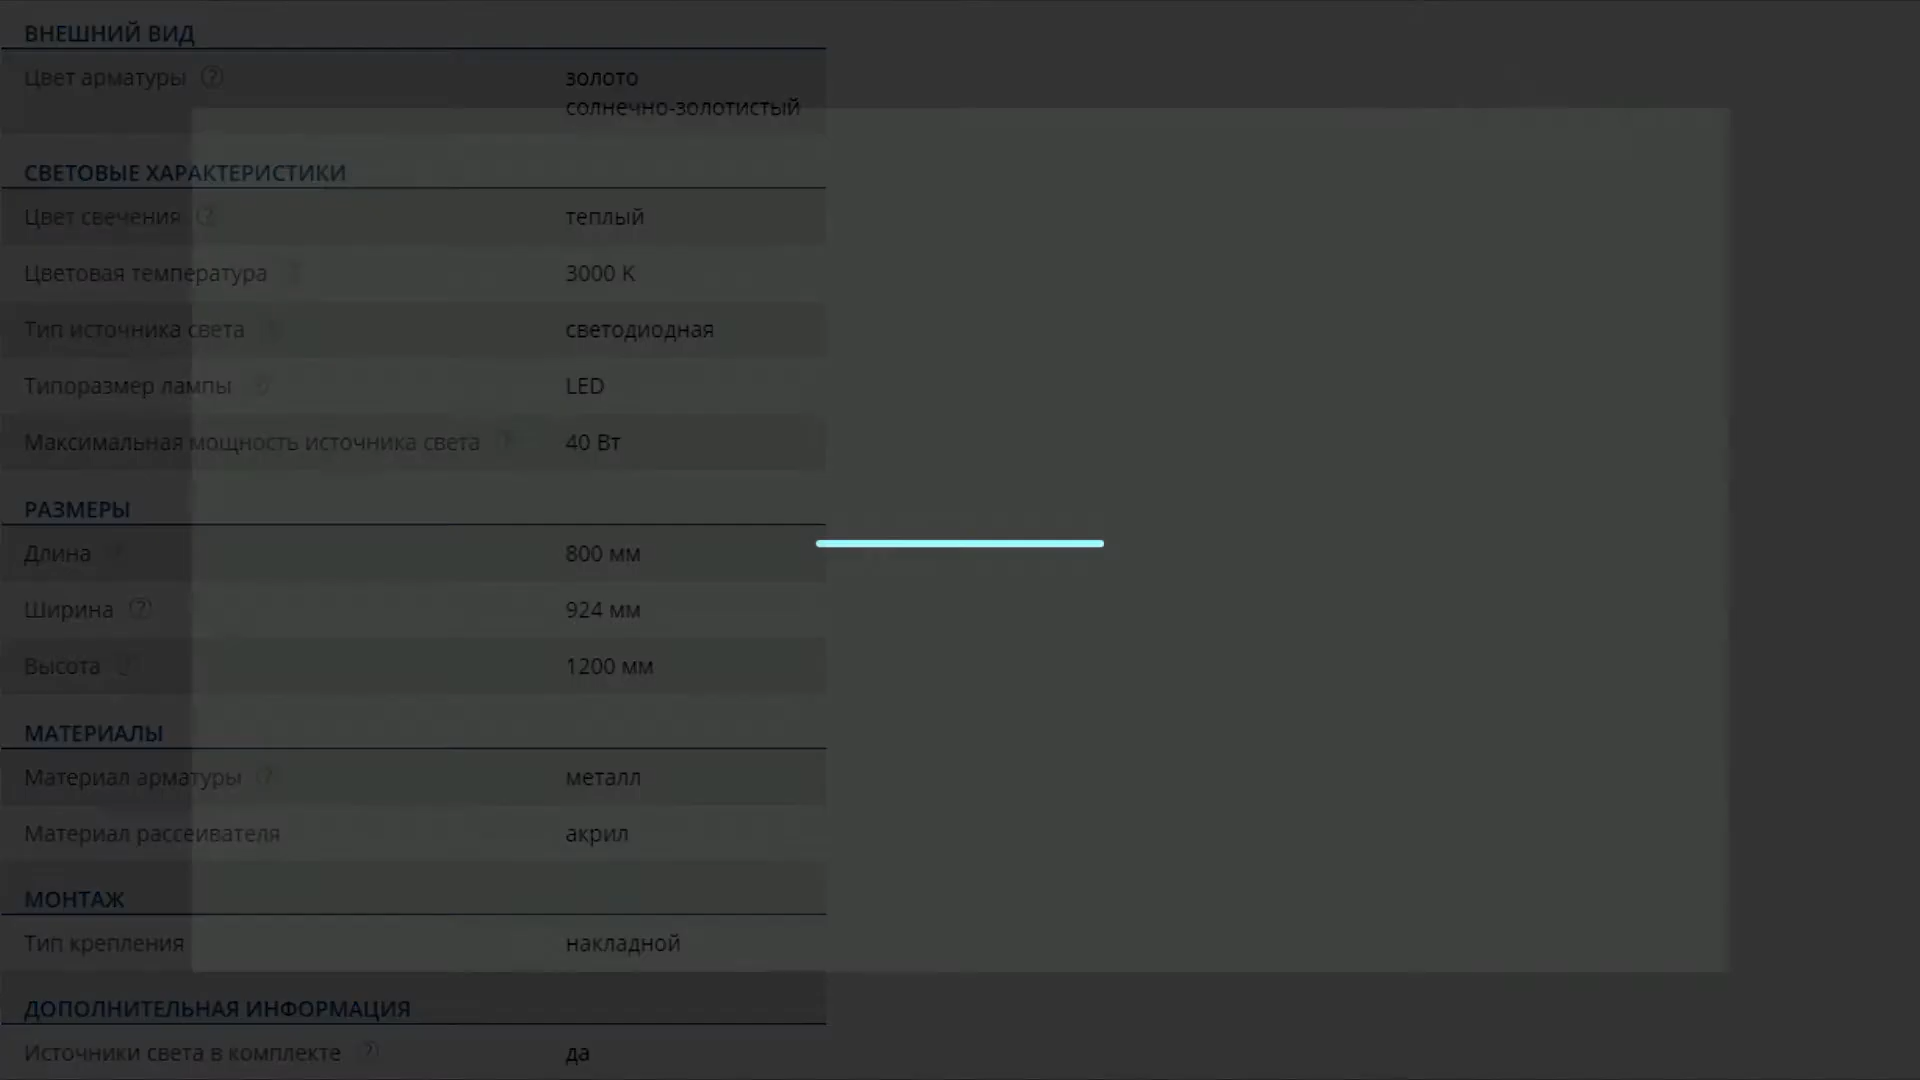 ВНЕШНИЙ ВИД
Цвет арматуры ? золото
солнечно-золотистый
СВЕТОВЫЕ ХАРАКТЕРИСТИКИ
Цвет свечения ? теплый
Цветовая температура ? 3000 K
Тип источника света ? светодиодная
Типоразмер лампы ? LED
Максимальная мощность источника света ? 40 Вт
РАЗМЕРЫ
Длина ? 800 мм
Ширина ? 924 мм
Высота ? 1200 мм
МАТЕРИАЛЫ
Материал арматуры ? металл
Материал рассеивателя акрил
МОНТАЖ
Тип крепления накладной
ДОПОЛНИТЕЛЬНАЯ ИНФОРМАЦИЯ
Источники света в комплекте ? да